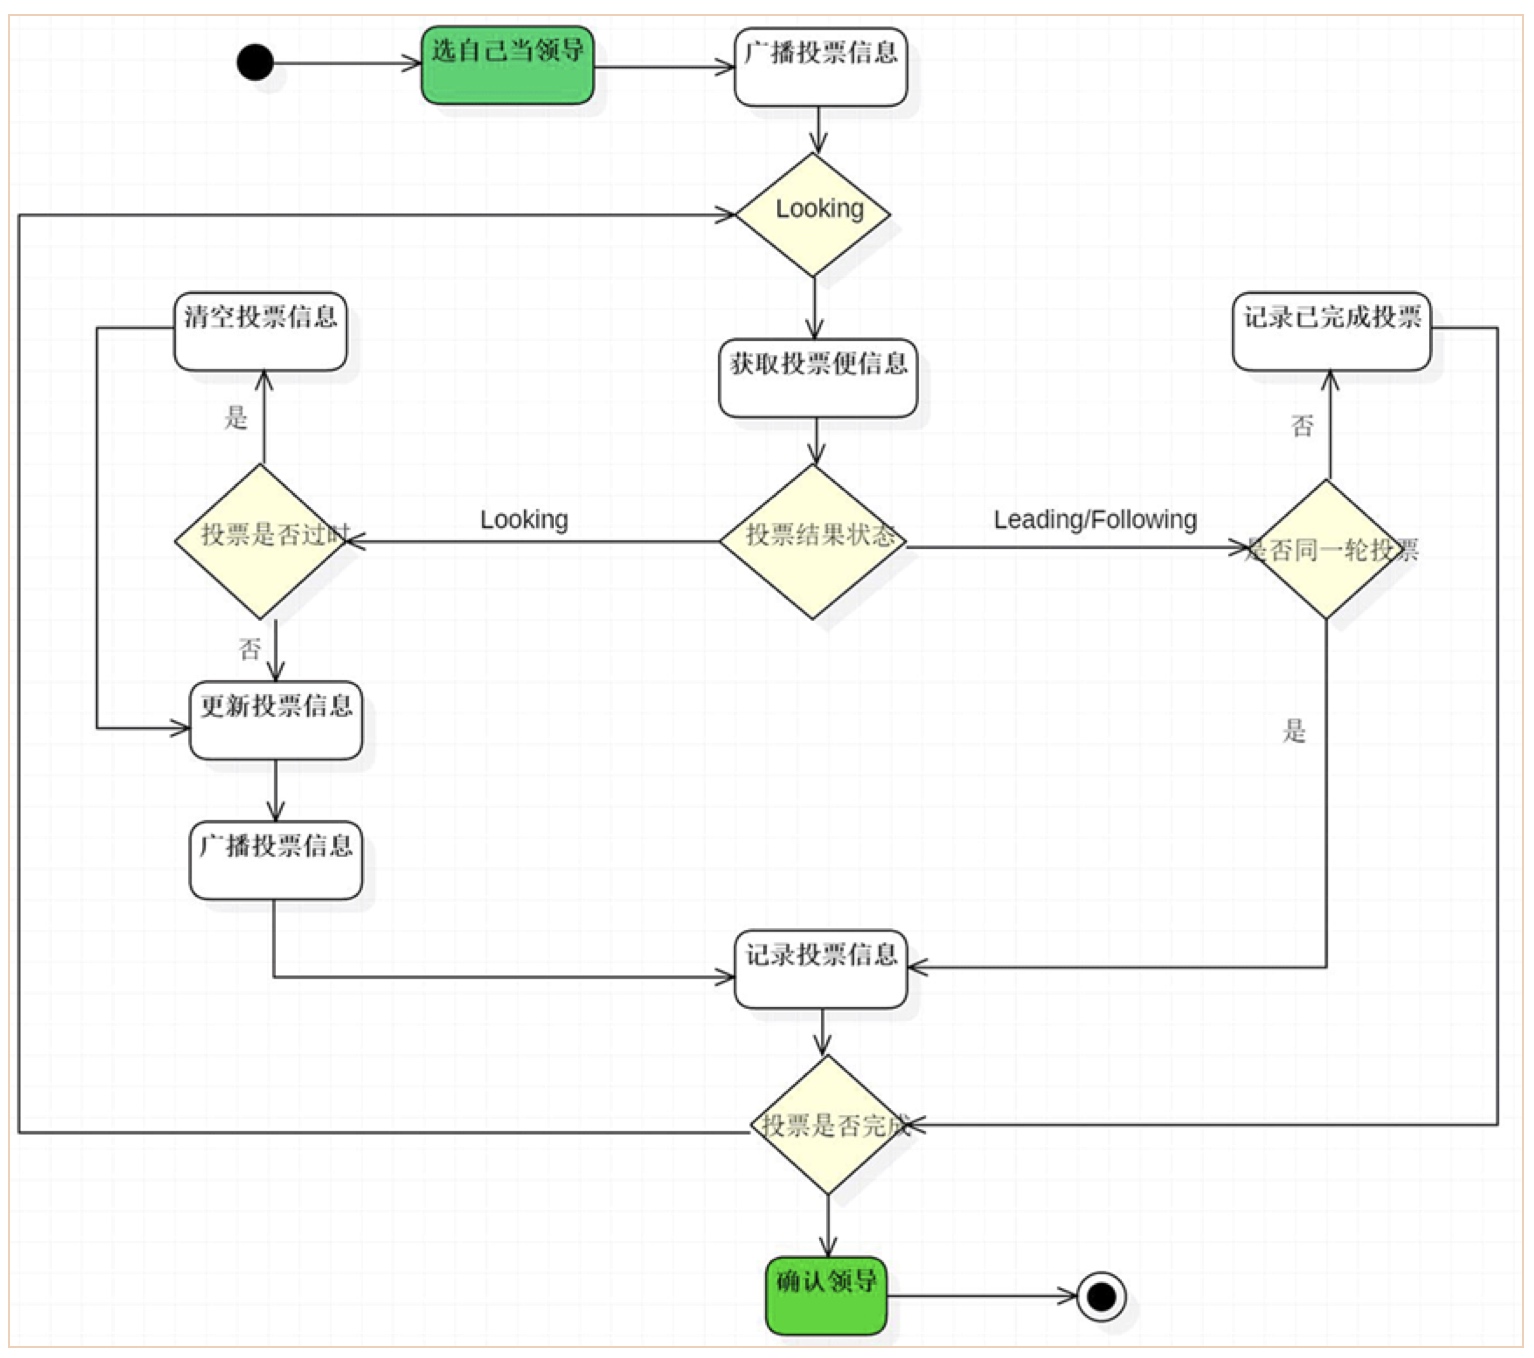 选自己当领导
广播投票信息
Looking
清空投票信息
记录已完成投票
获取投票便信息
是
否
Looking
Leading/Following
投票是否过时
投票结果状态
是否同一轮投票
否
更新投票信息
是
广播投票信息
记录投票信息
投票是否完成
确认领导